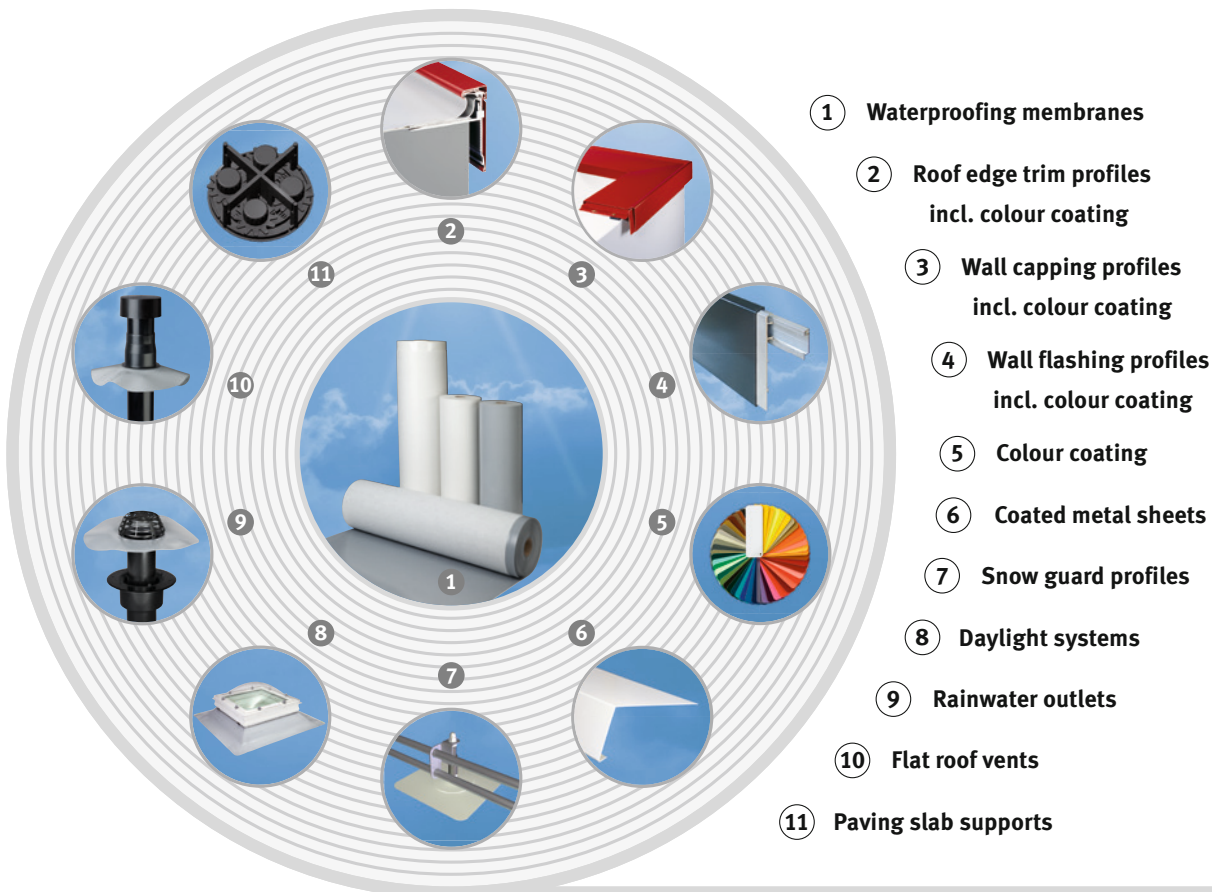 2
11
3
10
4
9
5
1
8
6
7
1 Waterproofing membranes
2 Roof edge trim profiles
incl. colour coating
3 Wall capping profiles
incl. colour coating
4 Wall flashing profiles
incl. colour coating
5 Colour coating
6 Coated metal sheets
7 Snow guard profiles
8 Daylight systems
9 Rainwater outlets
10 Flat roof vents
11 Paving slab supports